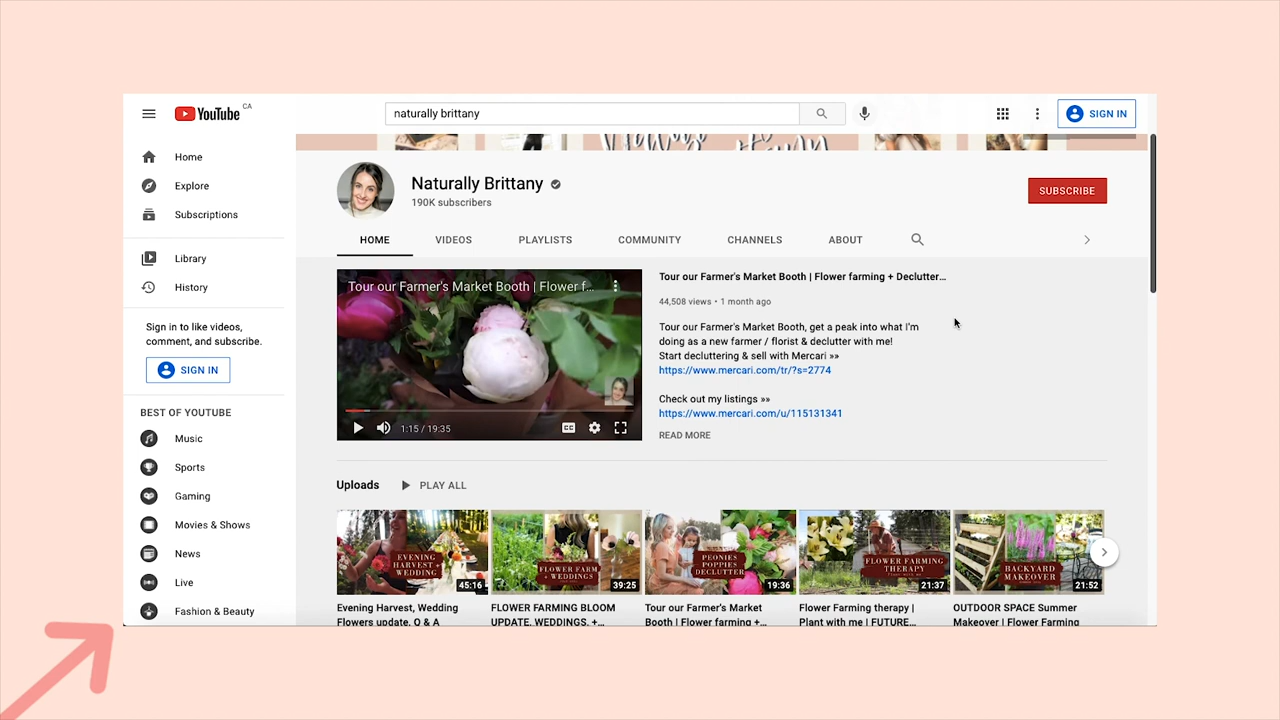 YouTube CA
naturally brittany
SIGN IN
Home
Explore
Subscriptions
Library
History
Sign in to like videos,
comment, and subscribe.
SIGN IN
BEST OF YOUTUBE
Music
Sports
Gaming
Movies & Shows
News
Live
Fashion & Beauty
Naturally Brittany
190K subscribers
SUBSCRIBE
HOME
VIDEOS
PLAYLISTS
COMMUNITY
CHANNELS
ABOUT
Tour our Farmer's Market Booth | Flower f...
1:15 / 19:35
CC
Tour our Farmer's Market Booth | Flower farming + Declutter...
44,508 views • 1 month ago
Tour our Farmer's Market Booth, get a peak into what I'm
doing as a new farmer / florist & declutter with me!
Start decluttering & sell with Mercari »»
https://www.mercari.com/tr/?s=2774
Check out my listings »»
https://www.mercari.com/u/115131341
READ MORE
Uploads
PLAY ALL
EVENING
HARVEST +
WEDDING
45:16
Evening Harvest, Wedding
Flowers update, Q & A
FLOWER FARM
+ WEDDINGS
39:25
FLOWER FARMING BLOOM
UPDATE, WEDDINGS, +...
PEONIES
POPPIES
DECLUTTER
19:36
Tour our Farmer's Market
Booth | Flower farming +...
FLOWER FARMING
THERAPY
21:37
Flower Farming therapy |
Plant with me | FUTURE...
BACKYARD
MAKEOVER
21:52
OUTDOOR SPACE Summer
Makeover | Flower Farming